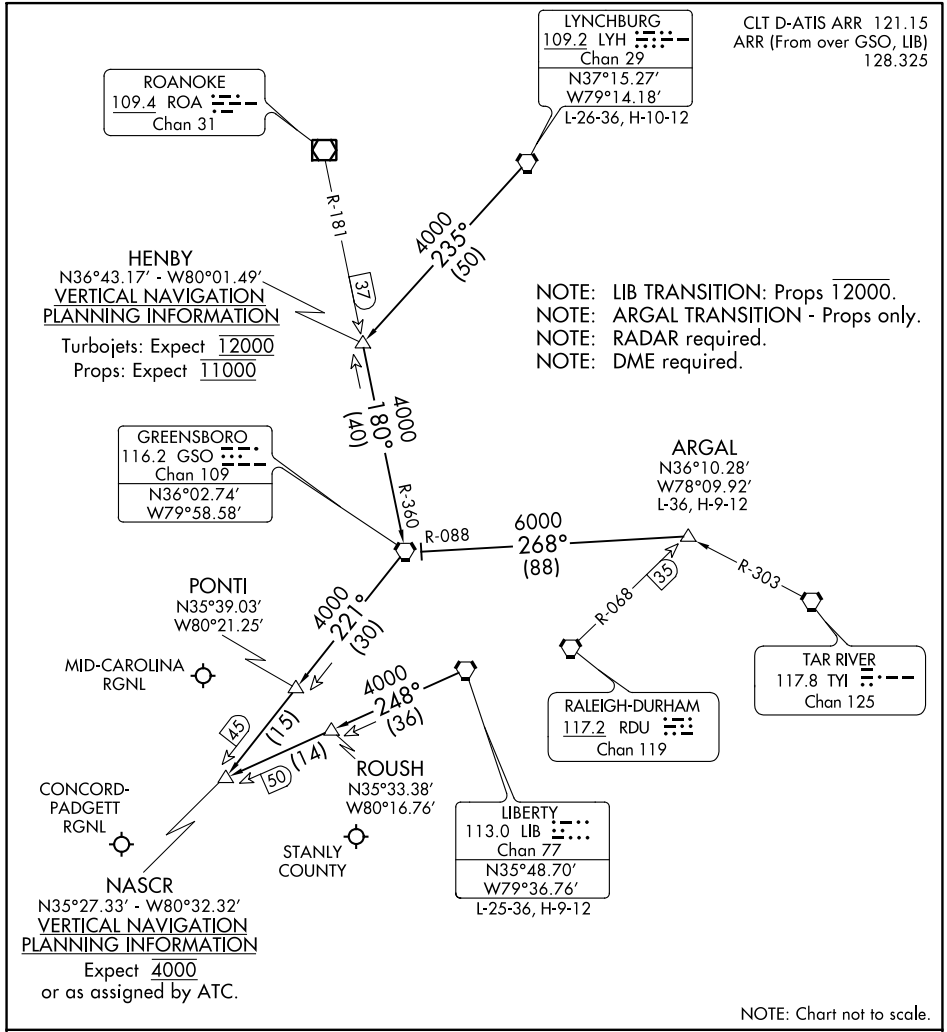 CLT D-ATIS ARR 121.15
ARR (From over GSO, LIB)
128.325
LYNCHBURG
109.2 LYH
Chan 29
N37°15.27'
W79°14.18'
L-26-36, H-10-12
ROANOKE
109.4 ROA
Chan 31
R-181
37
4000
235°
(50)
HENBY
N36°43.17' - W80°01.49'
VERTICAL NAVIGATION
PLANNING INFORMATION
Turbojets: Expect 12000
Props: Expect 11000
NOTE: LIB TRANSITION: Props 12000.
NOTE: ARGAL TRANSITION - Props only.
NOTE: RADAR required.
NOTE: DME required.
4000
180°
(40)
R-360
GREENSBORO
116.2 GSO
Chan 109
N36°02.74'
W79°58.58'
ARGAL
N36°10.28'
W78°09.92'
L-36, H-9-12
R-088
6000
268°
(88)
R-303
R-068
35
TAR RIVER
117.8 TYI
Chan 125
RALEIGH-DURHAM
117.2 RDU
Chan 119
PONTI
N35°39.03'
W80°21.25'
4000
221°
(30)
MID-CAROLINA
RGNL
4000
248°
(36)
45
(15)
50
(14)
ROUSH
N35°33.38'
W80°16.76'
CONCORD-
PADGETT
RGNL
STANLY
COUNTY
LIBERTY
113.0 LIB
Chan 77
N35°48.70'
W79°36.76'
L-25-36, H-9-12
NASCR
N35°27.33' - W80°32.32'
VERTICAL NAVIGATION
PLANNING INFORMATION
Expect 4000
or as assigned by ATC.
NOTE: Chart not to scale.